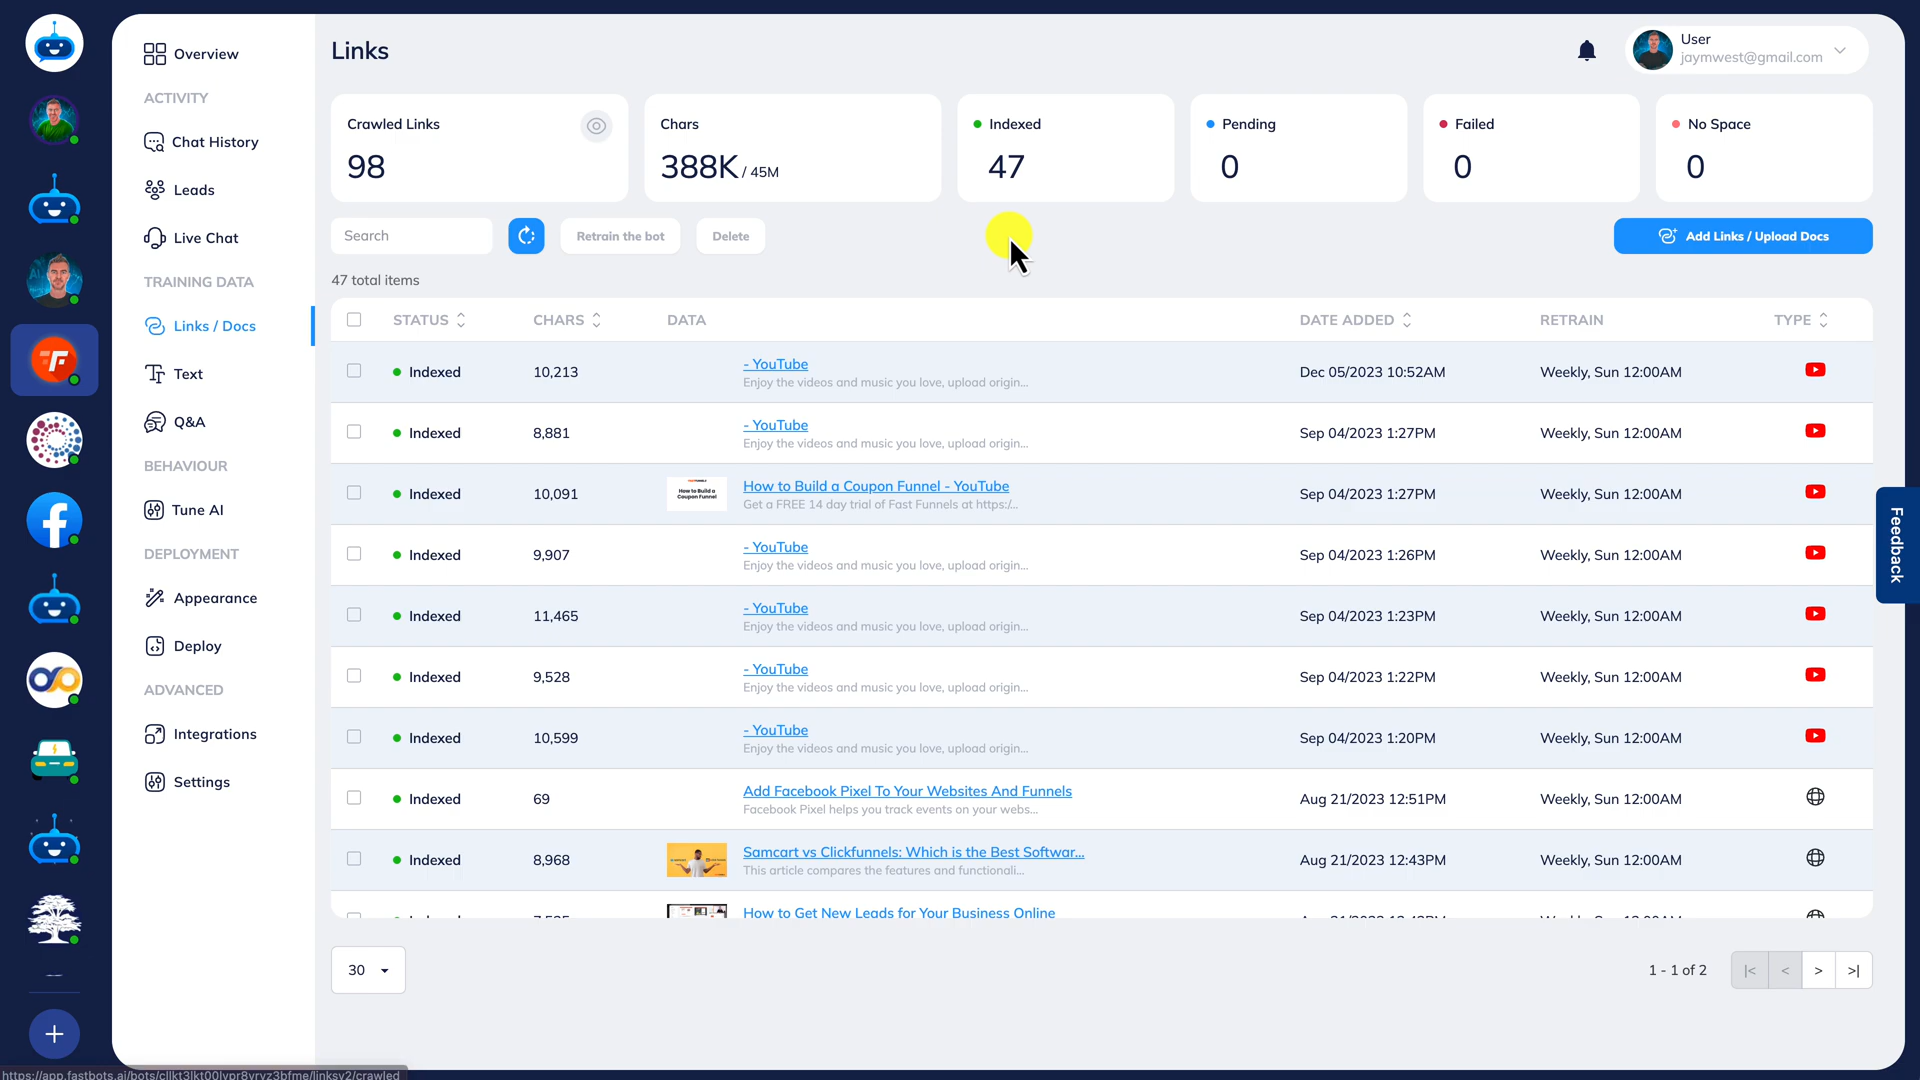 Links
User
jaymwest@gmail.com
Overview
ACTIVITY
Chat History
Leads
Live Chat
TRAINING DATA
Links / Docs
Text
Q&A
BEHAVIOUR
Tune AI
DEPLOYMENT
Appearance
Deploy
ADVANCED
Integrations
Settings
Crawled Links
98
Chars
388K / 45M
Indexed
47
Pending
0
Failed
0
No Space
0
Search
Retrain the bot
Delete
Add Links / Upload Docs
47 total items
STATUS CHARS DATA DATE ADDED RETRAIN TYPE
Indexed 10,213 - YouTube Dec 05/2023 10:52AM Weekly, Sun 12:00AM
Enjoy the videos and music you love, upload origin...
Indexed 8,881 - YouTube Sep 04/2023 1:27PM Weekly, Sun 12:00AM
Enjoy the videos and music you love, upload origin...
Indexed 10,091 How to Build a Coupon Funnel How to Build a Coupon Funnel - YouTube Sep 04/2023 1:27PM Weekly, Sun 12:00AM
Get a FREE 14 day trial of Fast Funnels at https:/...
Indexed 9,907 - YouTube Sep 04/2023 1:26PM Weekly, Sun 12:00AM
Enjoy the videos and music you love, upload origin...
Indexed 11,465 - YouTube Sep 04/2023 1:23PM Weekly, Sun 12:00AM
Enjoy the videos and music you love, upload origin...
Indexed 9,528 - YouTube Sep 04/2023 1:22PM Weekly, Sun 12:00AM
Enjoy the videos and music you love, upload origin...
Indexed 10,599 - YouTube Sep 04/2023 1:20PM Weekly, Sun 12:00AM
Enjoy the videos and music you love, upload origin...
Indexed 69 Add Facebook Pixel To Your Websites And Funnels Aug 21/2023 12:51PM Weekly, Sun 12:00AM
Facebook Pixel helps you track events on your webs...
Indexed 8,968 Samcart vs Clickfunnels: Which is the Best Softwar... Aug 21/2023 12:43PM Weekly, Sun 12:00AM
This article compares the features and functionali...
How to Get New Leads for Your Business Online
30
1 - 1 of 2
|< < > >|
Feedback